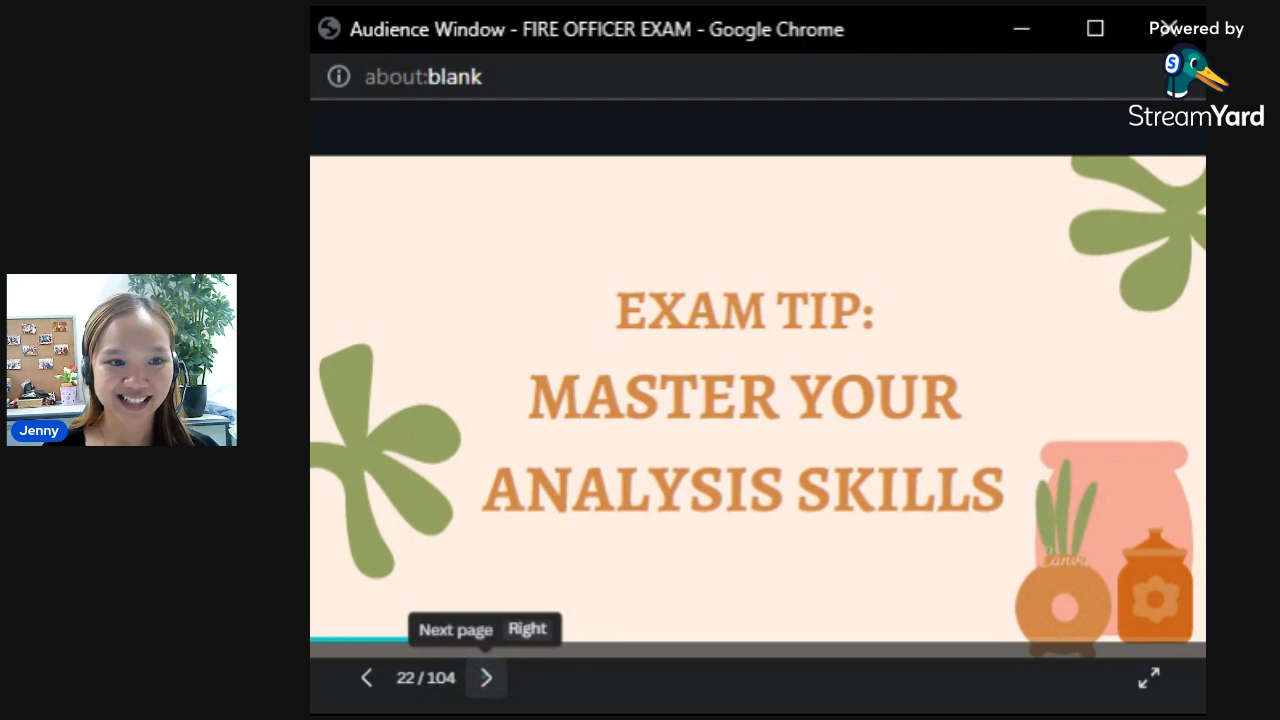 Audience Window - FIRE OFFICER EXAM - Google Chrome
Powered by
about:blank
StreamYard
EXAM TIP:
MASTER YOUR
ANALYSIS SKILLS
Jenny
Canva
Next page Right
22 / 104